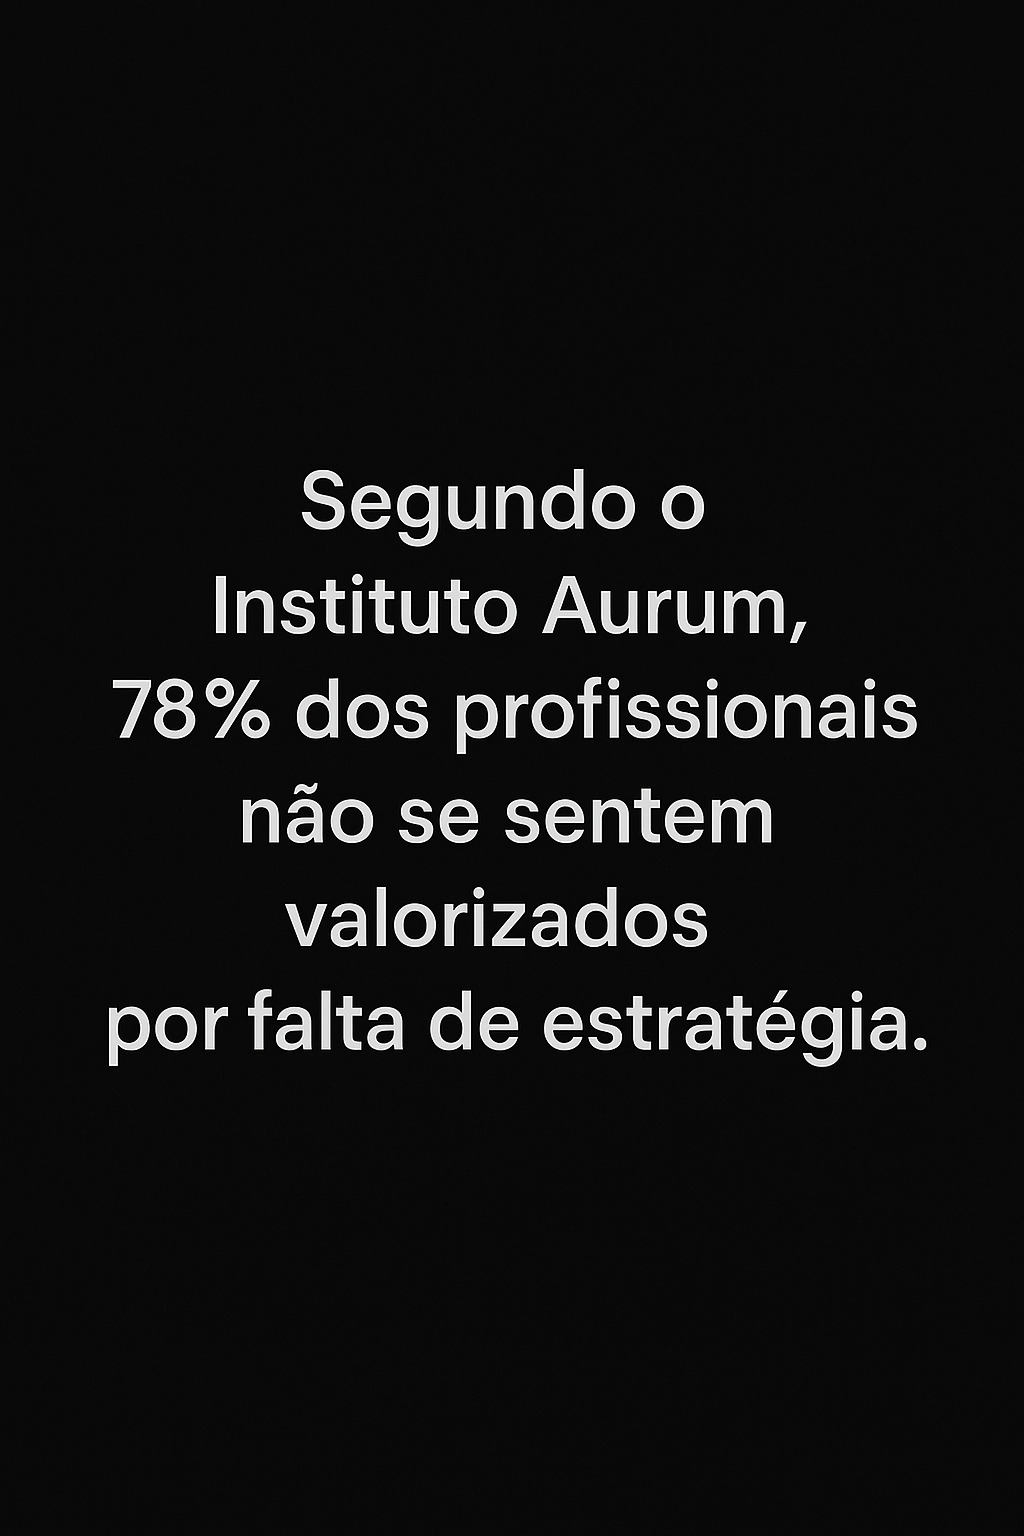 Segundo o
Instituto Aurum,
78% dos profissionais
não se sentem
valorizados
por falta de estratégia.